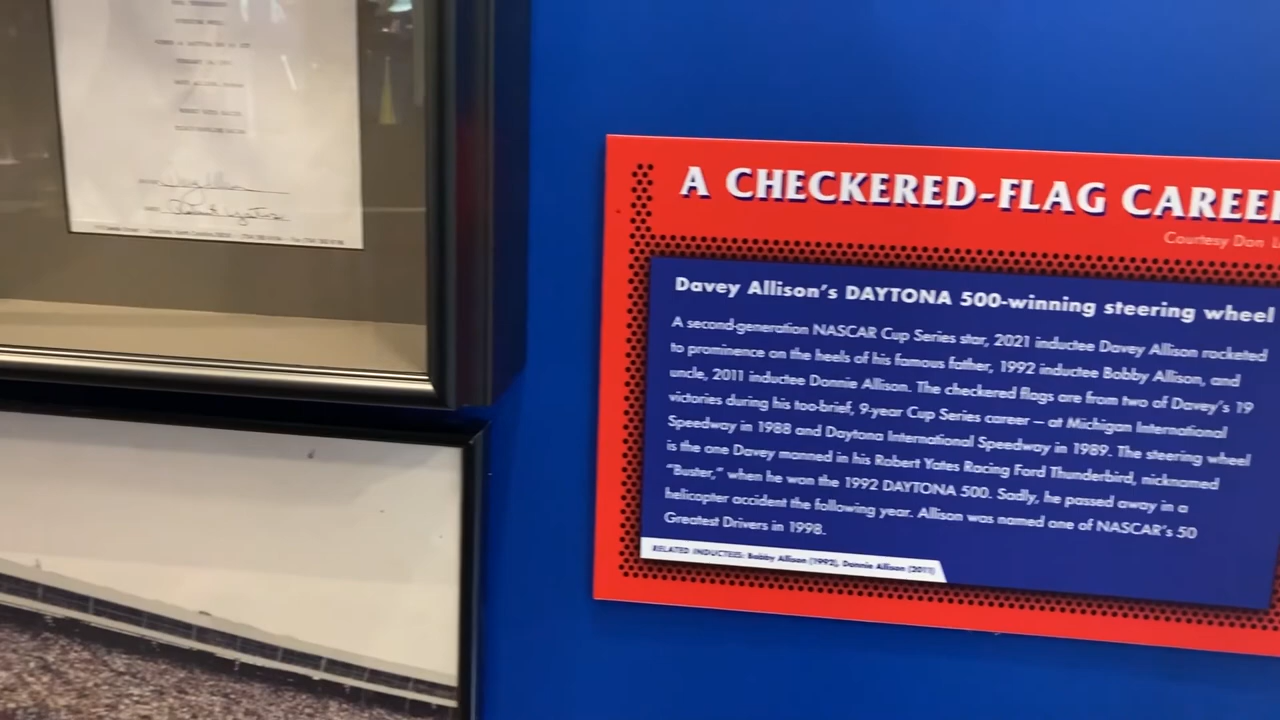 A CHECKERED-FLAG CAREE
Courtesy Don L
Davey Allison's DAYTONA 500-winning steering wheel
A second-generation NASCAR Cup Series star, 2021 inductee Davey Allison rocketed
to prominence on the heels of his famous father, 1992 inductee Bobby Allison, and
uncle, 2011 inductee Donnie Allison. The checkered flags are from two of Davey's 19
victories during his too-brief, 9-year Cup Series career – at Michigan International
Speedway in 1988 and Daytona International Speedway in 1989. The steering wheel
is the one Davey manned in his Robert Yates Racing Ford Thunderbird, nicknamed
"Buster," when he won the 1992 DAYTONA 500. Sadly, he passed away in a
helicopter accident the following year. Allison was named one of NASCAR's 50
Greatest Drivers in 1998.
RELATED INDUCTEES: Bobby Allison (1992), Donnie Allison (2011)